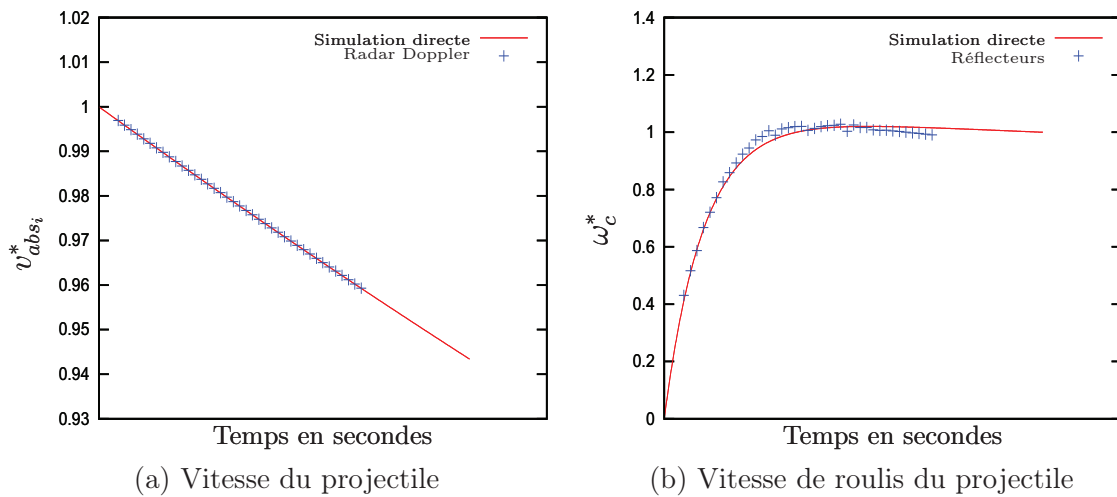 1.02
1.01
1
0.99
0.98
0.97
0.96
0.95
0.94
0.93
v*absi
Simulation directe
Radar Doppler
Temps en secondes
(a) Vitesse du projectile
1.4
1.2
1
0.8
0.6
0.4
0.2
0
ω*c
Simulation directe
Réflecteurs
Temps en secondes
(b) Vitesse de roulis du projectile